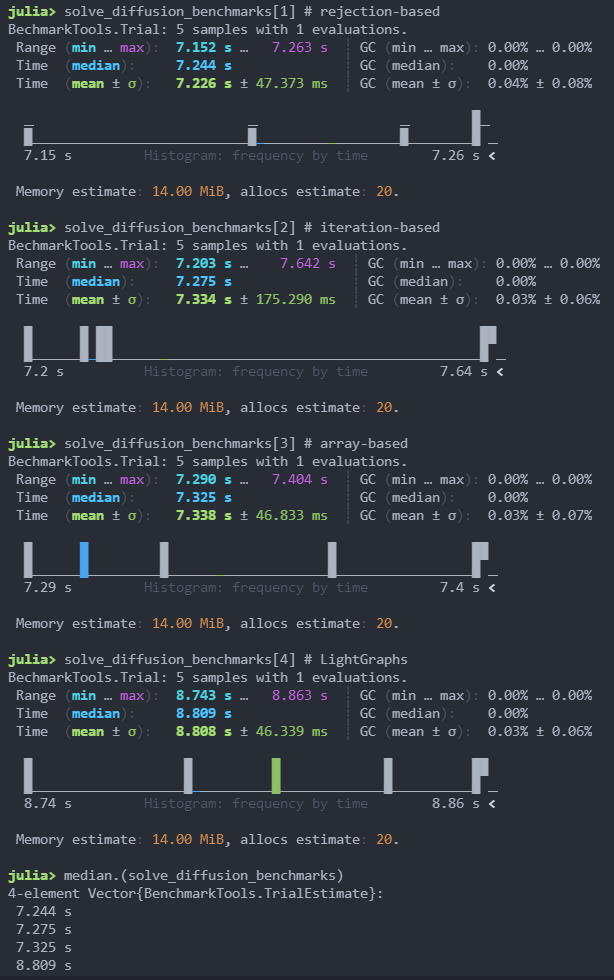 julia> solve_diffusion_benchmarks[1] # rejection-based
BechmarkTools.Trial: 5 samples with 1 evaluations.
Range (min … max): 7.152 s … 7.263 s ┊ GC (min … max): 0.00% … 0.00%
Time (median): 7.244 s ┊ GC (median): 0.00%
Time (mean ± σ): 7.226 s ± 47.373 ms ┊ GC (mean ± σ): 0.04% ± 0.08%
7.15 s Histogram: frequency by time 7.26 s <
Memory estimate: 14.00 MiB, allocs estimate: 20.
julia> solve_diffusion_benchmarks[2] # iteration-based
BechmarkTools.Trial: 5 samples with 1 evaluations.
Range (min … max): 7.203 s … 7.642 s ┊ GC (min … max): 0.00% … 0.00%
Time (median): 7.275 s ┊ GC (median): 0.00%
Time (mean ± σ): 7.334 s ± 175.290 ms ┊ GC (mean ± σ): 0.03% ± 0.06%
7.2 s Histogram: frequency by time 7.64 s <
Memory estimate: 14.00 MiB, allocs estimate: 20.
julia> solve_diffusion_benchmarks[3] # array-based
BechmarkTools.Trial: 5 samples with 1 evaluations.
Range (min … max): 7.290 s … 7.404 s ┊ GC (min … max): 0.00% … 0.00%
Time (median): 7.325 s ┊ GC (median): 0.00%
Time (mean ± σ): 7.338 s ± 46.833 ms ┊ GC (mean ± σ): 0.03% ± 0.07%
7.29 s Histogram: frequency by time 7.4 s <
Memory estimate: 14.00 MiB, allocs estimate: 20.
julia> solve_diffusion_benchmarks[4] # LightGraphs
BechmarkTools.Trial: 5 samples with 1 evaluations.
Range (min … max): 8.743 s … 8.863 s ┊ GC (min … max): 0.00% … 0.00%
Time (median): 8.809 s ┊ GC (median): 0.00%
Time (mean ± σ): 8.808 s ± 46.339 ms ┊ GC (mean ± σ): 0.03% ± 0.06%
8.74 s Histogram: frequency by time 8.86 s <
Memory estimate: 14.00 MiB, allocs estimate: 20.
julia> median.(solve_diffusion_benchmarks)
4-element Vector{BenchmarkTools.TrialEstimate}:
7.244 s
7.275 s
7.325 s
8.809 s